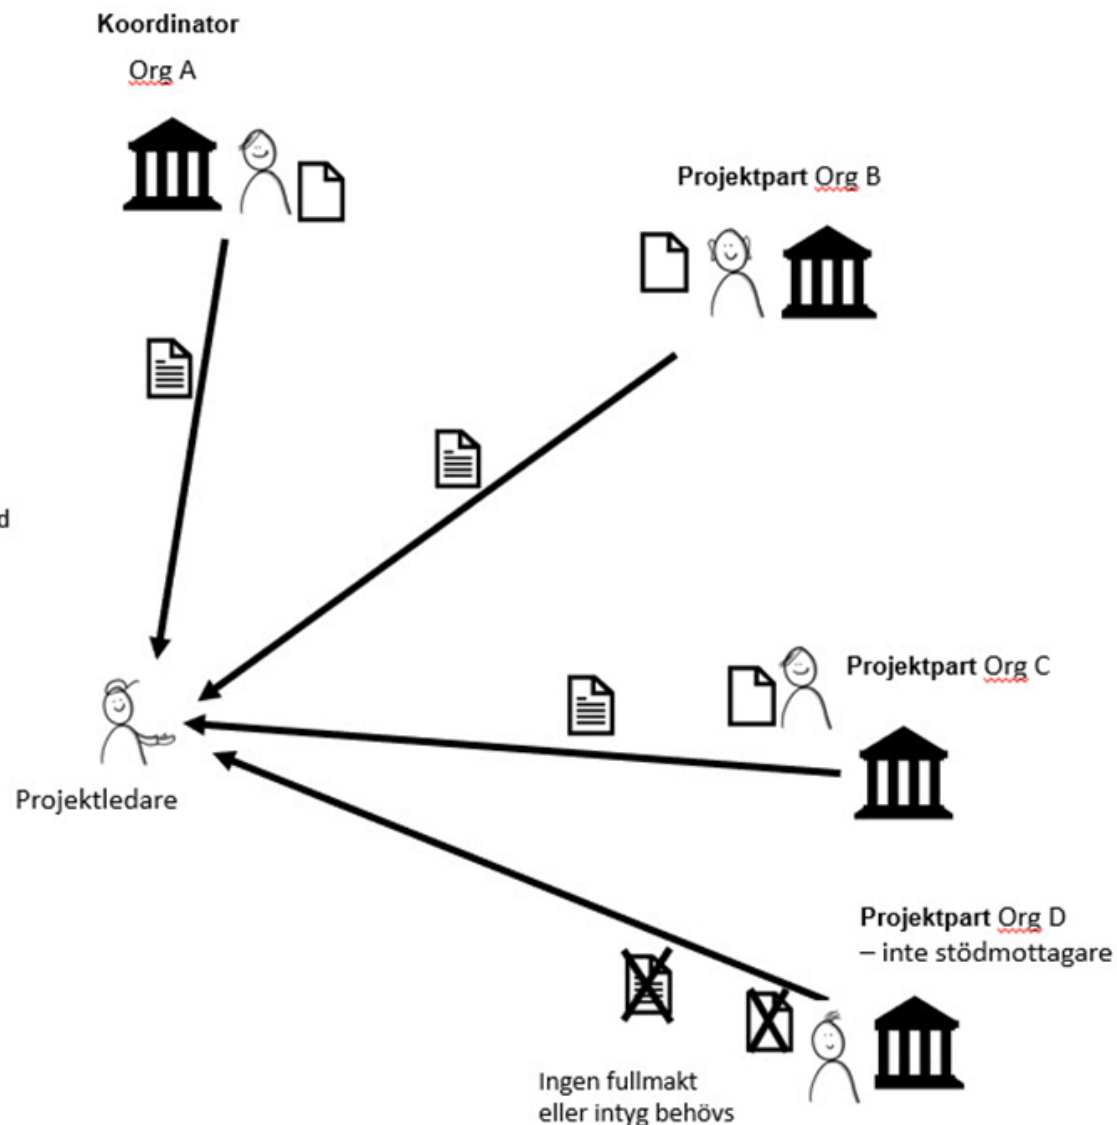 Koordinator
Org A
Projektpart Org B
d
Projektpart Org C
Projektledare
Projektpart Org D
– inte stödmottagare
Ingen fullmakt
eller intyg behövs